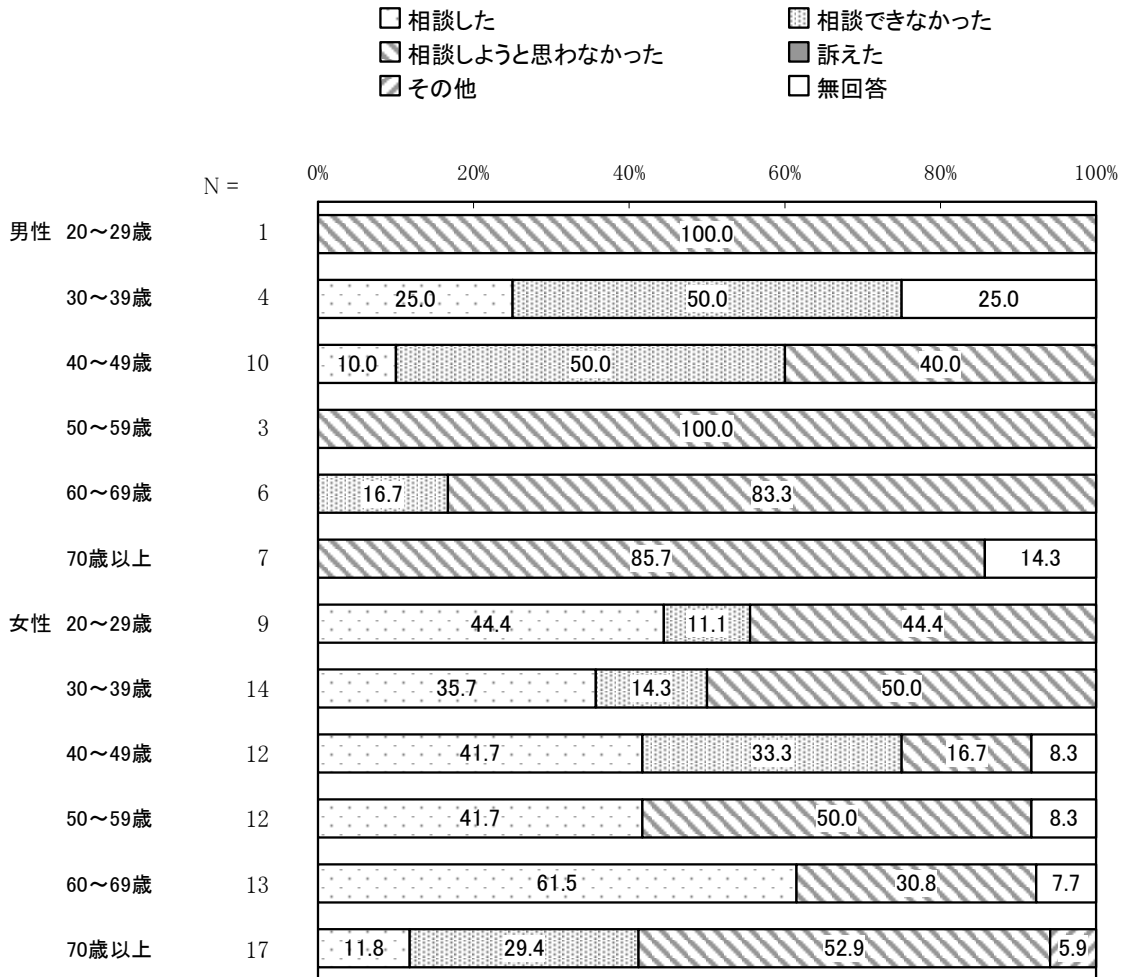 相談した 相談できなかった
相談しようと思わなかった 訴えた
その他 無回答
N = 0% 20% 40% 60% 80% 100%
男性 20～29歳 1 100.0
30～39歳 4 25.0 50.0 25.0
40～49歳 10 10.0 50.0 40.0
50～59歳 3 100.0
60～69歳 6 16.7 83.3
70歳以上 7 85.7 14.3
女性 20～29歳 9 44.4 11.1 44.4
30～39歳 14 35.7 14.3 50.0
40～49歳 12 41.7 33.3 16.7 8.3
50～59歳 12 41.7 50.0 8.3
60～69歳 13 61.5 30.8 7.7
70歳以上 17 11.8 29.4 52.9 5.9